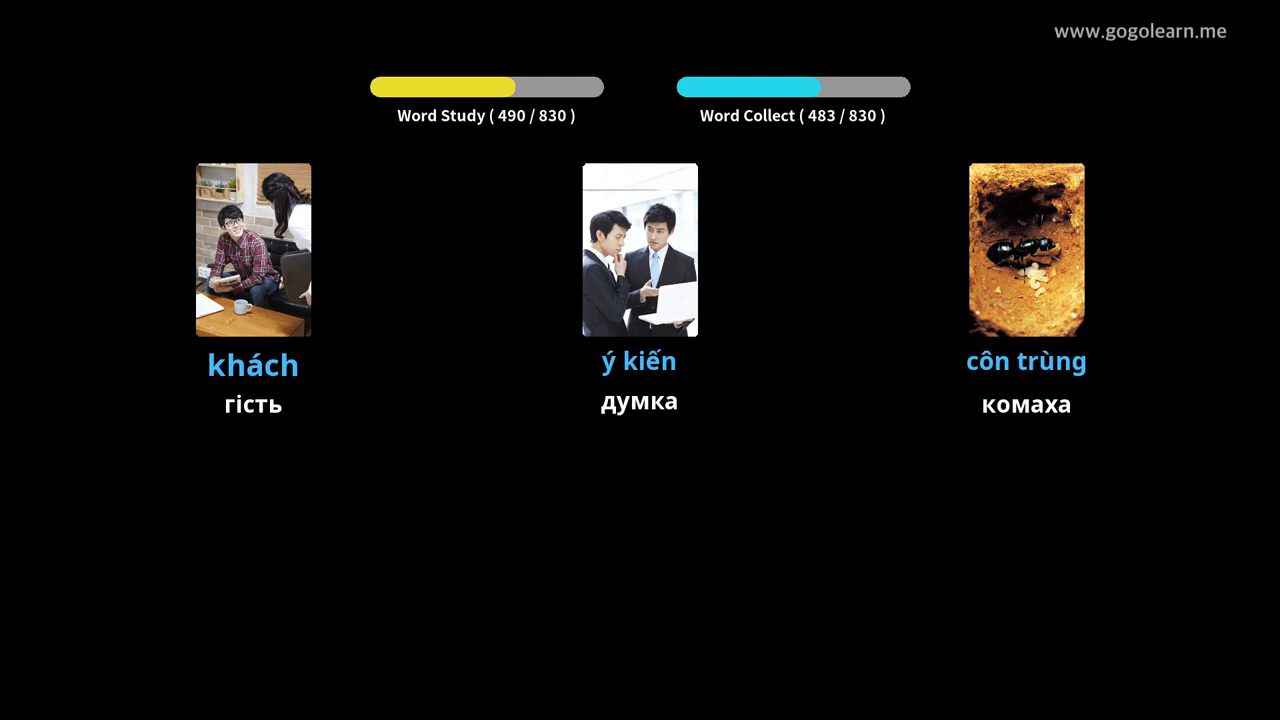 www.gogolearn.me
Word Study ( 490 / 830 )
Word Collect ( 483 / 830 )
khách
гість
ý kiến
думка
côn trùng
комаха